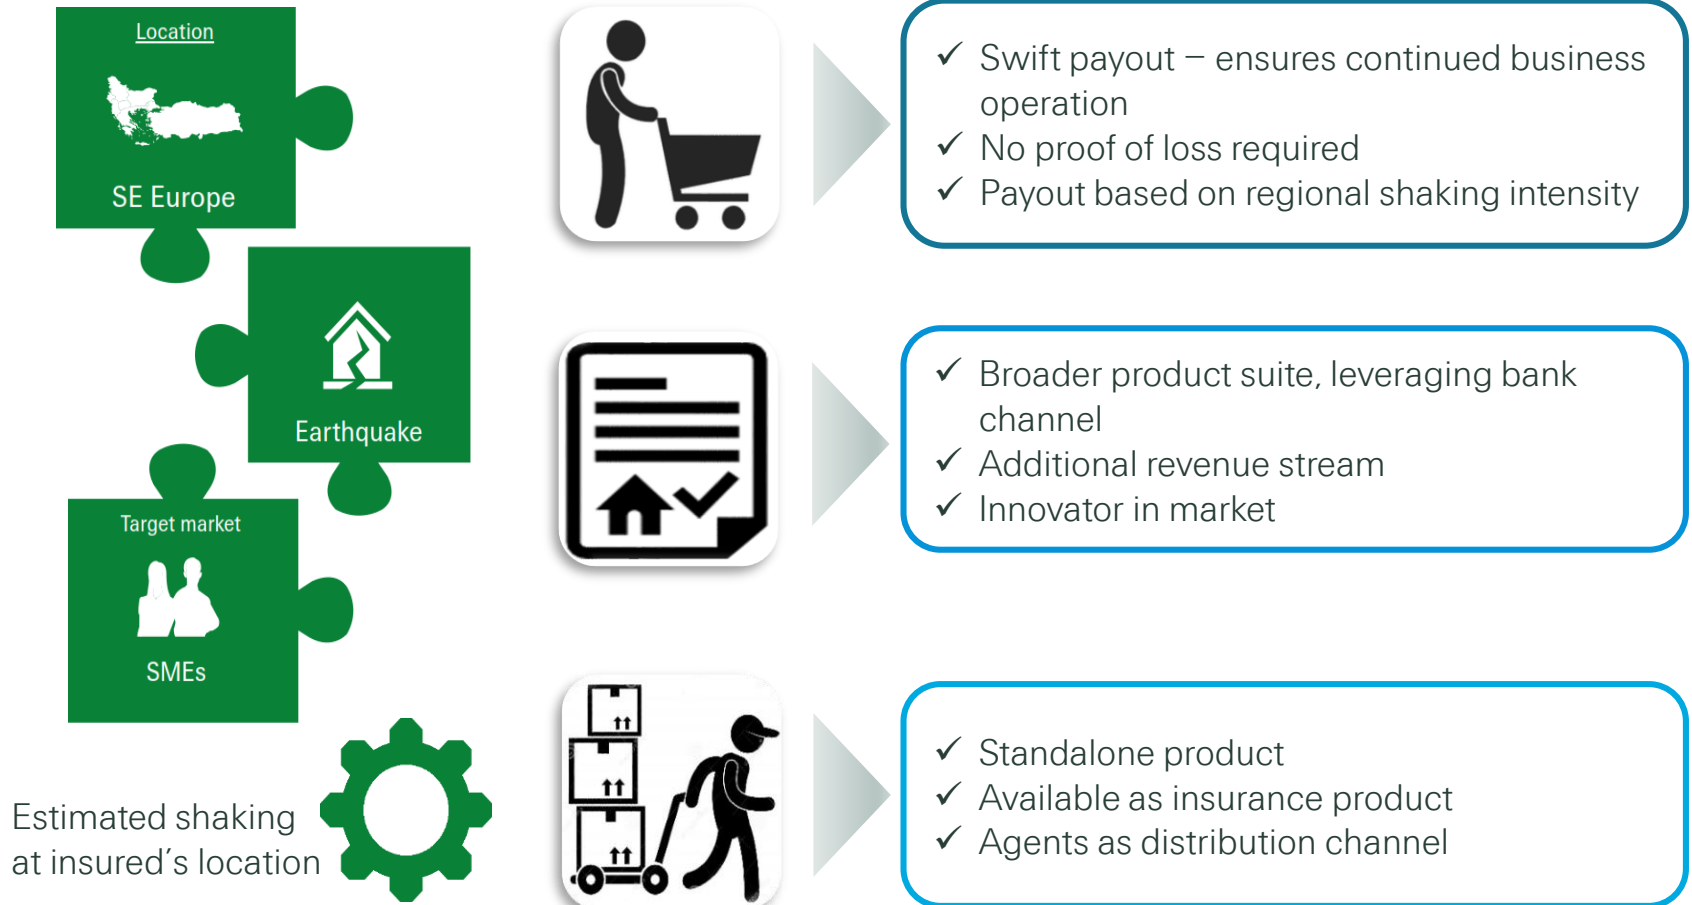 Location
SE Europe
Earthquake
Target market
SMEs
Estimated shaking
at insured’s location
✓ Swift payout – ensures continued business
operation
✓ No proof of loss required
✓ Payout based on regional shaking intensity
✓ Broader product suite, leveraging bank
channel
✓ Additional revenue stream
✓ Innovator in market
✓ Standalone product
✓ Available as insurance product
✓ Agents as distribution channel